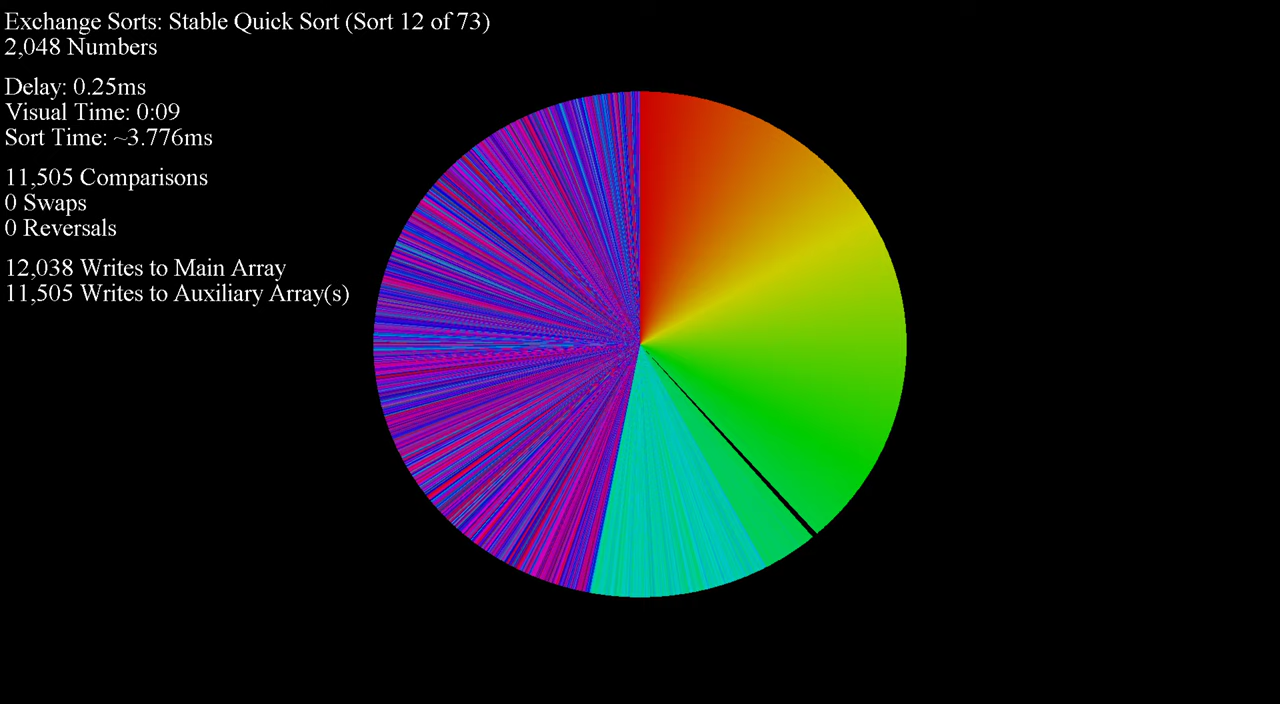 Exchange Sorts: Stable Quick Sort (Sort 12 of 73)
2,048 Numbers
Delay: 0.25ms
Visual Time: 0:09
Sort Time: ~3.776ms
11,505 Comparisons
0 Swaps
0 Reversals
12,038 Writes to Main Array
11,505 Writes to Auxiliary Array(s)